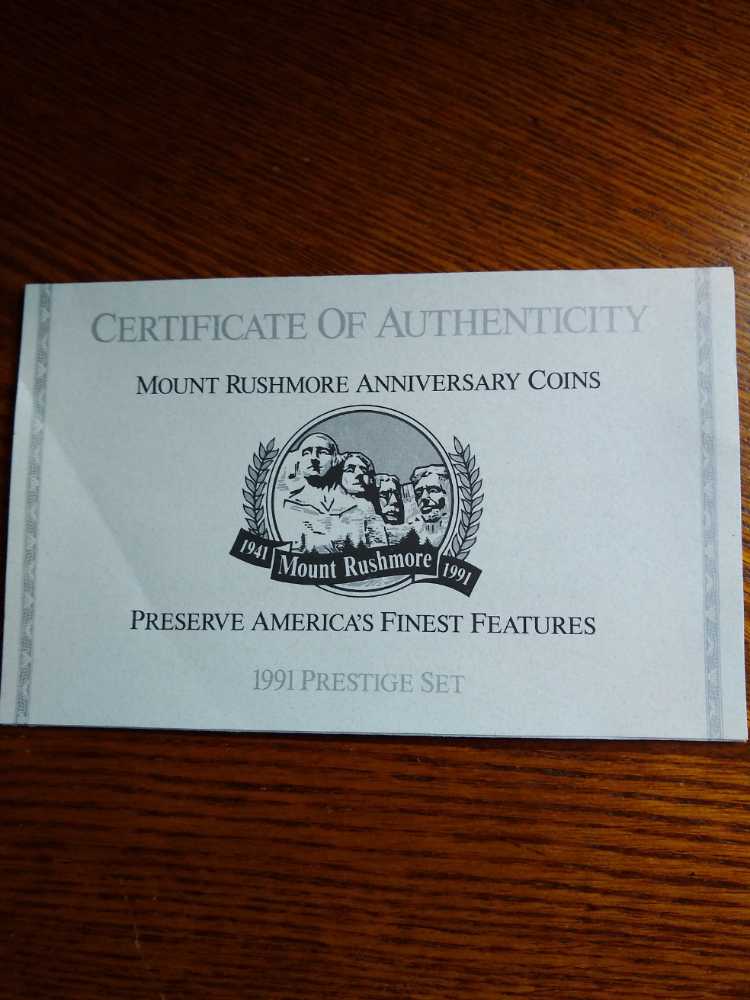 CERTIFICATE OF AUTHENTICITY
MOUNT RUSHMORE ANNIVERSARY COINS
1941 Mount Rushmore 1991
PRESERVE AMERICA'S FINEST FEATURES
1991 PRESTIGE SET